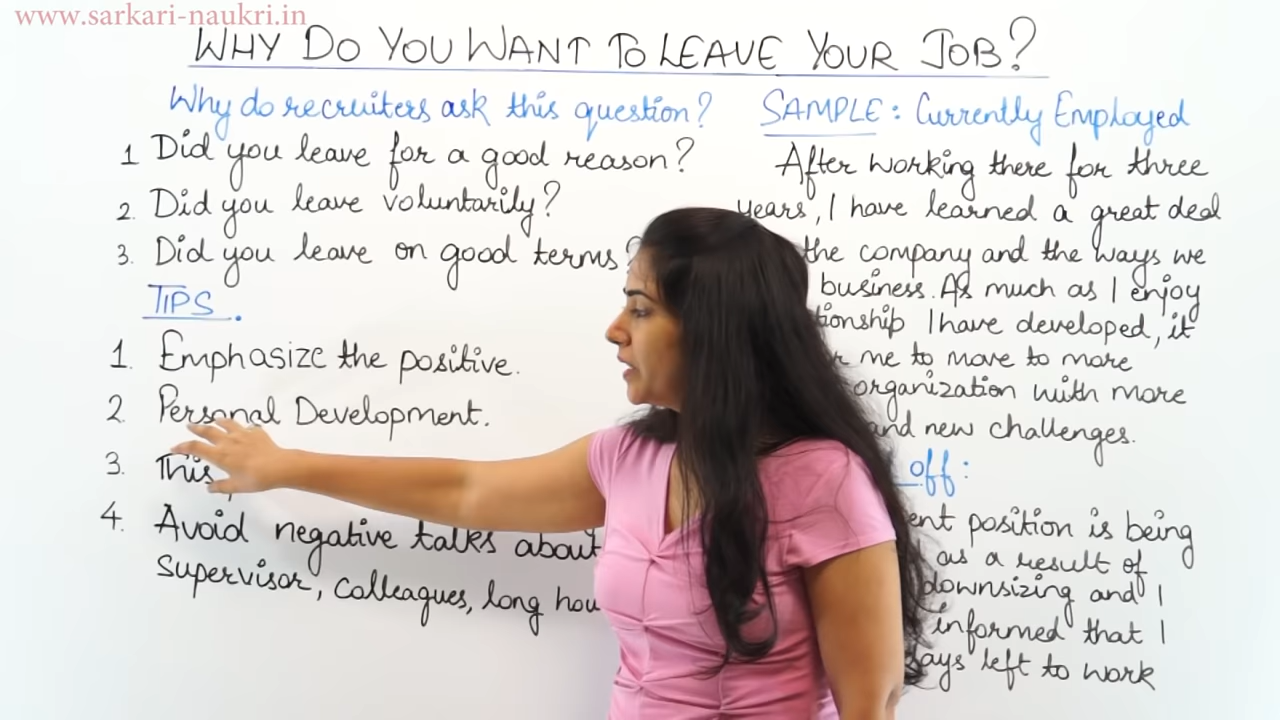 www.sarkari-naukri.in
WHY DO YOU WANT TO LEAVE YOUR JOB?
Why do recruiters ask this question?
1 Did you leave for a good reason?
2. Did you leave voluntarily?
3. Did you leave on good terms?
TIPS.
1. Emphasize the positive.
2 Personal Development.
3. This
4. Avoid negative talks about
Supervisor, Colleagues, long
SAMPLE: Currently Employed
After working there for three
years, I have learned a great deal
the company and the ways we
business. As much as I enjoy
I have developed, it
me to move to more
organization with more
and new challenges.
off:
position is being
as a result of
downsizing and I
informed that I
left to work